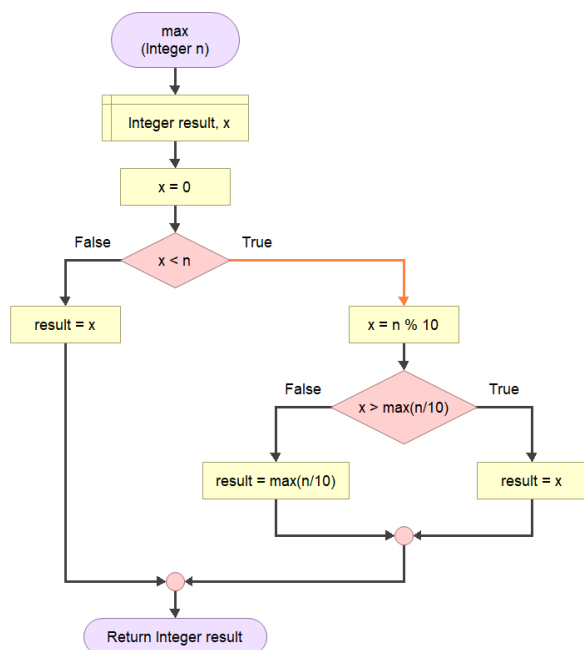 max
(Integer n)
Integer result, x
x = 0
False
True
x < n
result = x
x = n % 10
False
True
x > max(n/10)
result = max(n/10)
result = x
Return Integer result